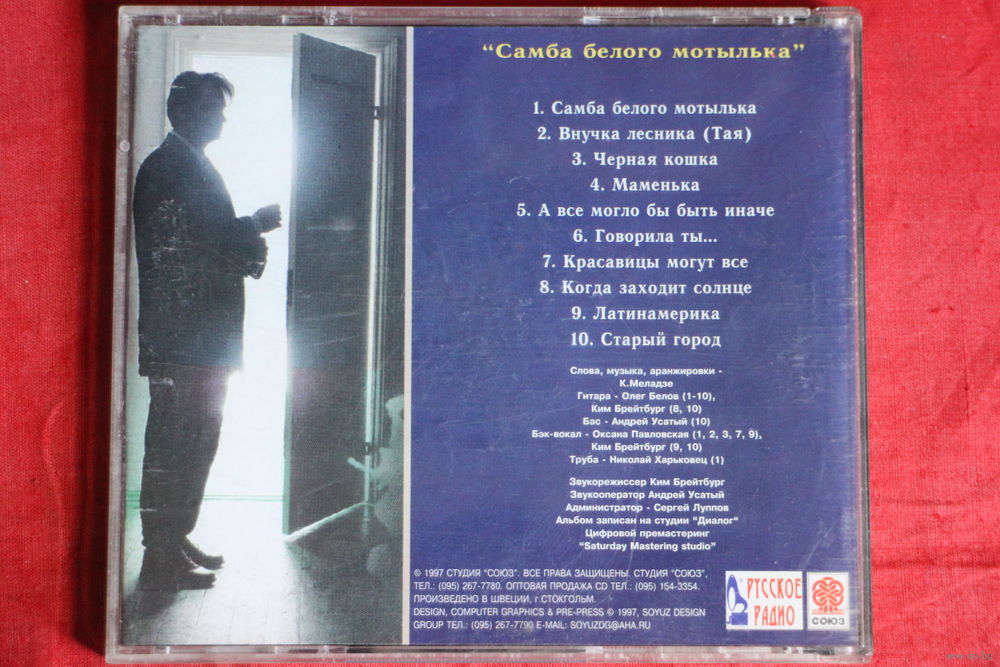 “Самба белого мотылька”
1. Самба белого мотылька
2. Внучка лесника (Тая)
3. Черная кошка
4. Маменька
5. А все могло бы быть иначе
6. Говорила ты...
7. Красавицы могут все
8. Когда заходит солнце
9. Латинамерика
10. Старый город
Слова, музыка, аранжировки -
К.Меладзе
Гитара - Олег Белов (1-10),
Ким Брейтбург (8, 10)
Бас - Андрей Усатый (10)
Бэк-вокал - Оксана Павловская (1, 2, 3, 7, 9),
Ким Брейтбург (9, 10)
Труба - Николай Харьковец (1)
Звукорежиссер Ким Брейтбург
Звукооператор Андрей Усатый
Администратор - Сергей Луппов
Альбом записан на студии "Диалог"
Цифровой премастеринг
"Saturday Mastering studio"
© 1997 СТУДИЯ "СОЮЗ". ВСЕ ПРАВА ЗАЩИЩЕНЫ. СТУДИЯ "СОЮЗ",
ТЕЛ.: (095) 267-7780. ОПТОВАЯ ПРОДАЖА CD ТЕЛ.: (095) 154-3354.
ПРОИЗВЕДЕНО В ШВЕЦИИ, г.СТОКГОЛЬМ.
DESIGN, COMPUTER GRAPHICS & PRE-PRESS © 1997, SOYUZ DESIGN
GROUP ТЕЛ.: (095) 267-7790 E-MAIL: SOYUZDG@AHA.RU
РУССКОЕ
РАДИО
СОЮЗ